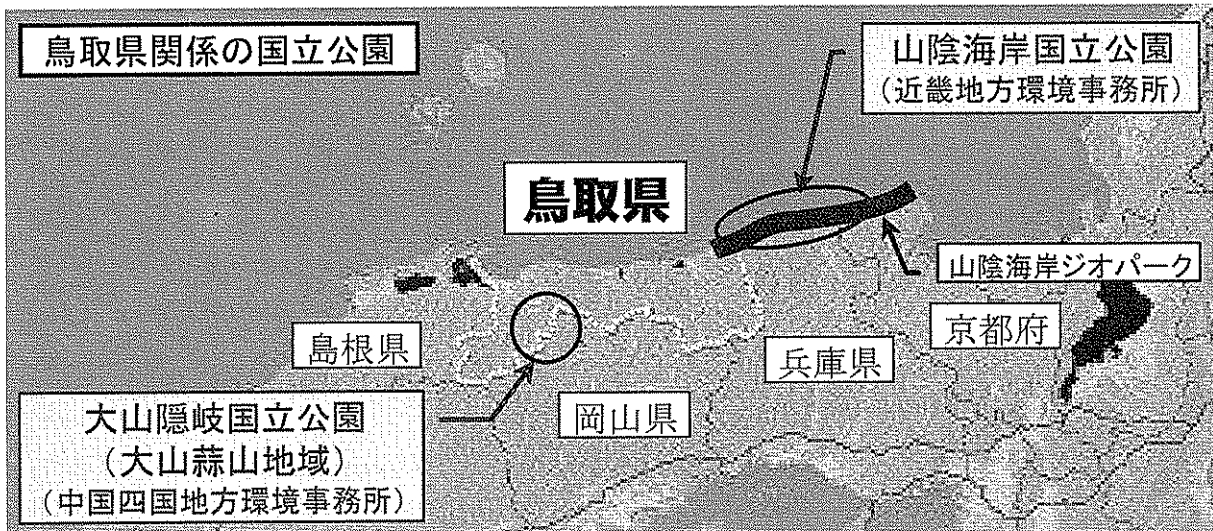 鳥取県関係の国立公園
山陰海岸国立公園
（近畿地方環境事務所）
鳥取県
山陰海岸ジオパーク
京都府
島根県
兵庫県
岡山県
大山隠岐国立公園
（大山蒜山地域）
（中国四国地方環境事務所）